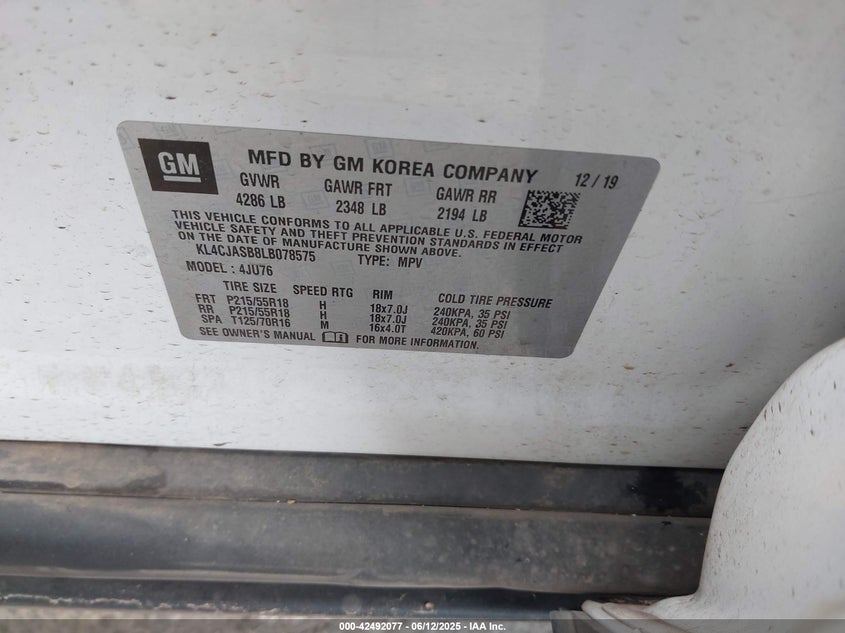 GM
MFD BY GM KOREA COMPANY 12 / 19
GVWR GAWR FRT GAWR RR
4286 LB 2348 LB 2194 LB
THIS VEHICLE CONFORMS TO ALL APPLICABLE U.S. FEDERAL MOTOR
VEHICLE SAFETY AND THEFT PREVENTION STANDARDS IN EFFECT
ON THE DATE OF MANUFACTURE SHOWN ABOVE.
KL4CJASB8LB078575 TYPE: MPV
MODEL : 4JU76
TIRE SIZE SPEED RTG RIM COLD TIRE PRESSURE
FRT P215/55R18 H 18x7.0J 240KPA, 35 PSI
RR P215/55R18 H 18x7.0J 240KPA, 35 PSI
SPA T125/70R16 M 16x4.0T 420KPA, 60 PSI
SEE OWNER'S MANUAL FOR MORE INFORMATION.
000-42492077 - 06/12/2025 - IAA Inc.